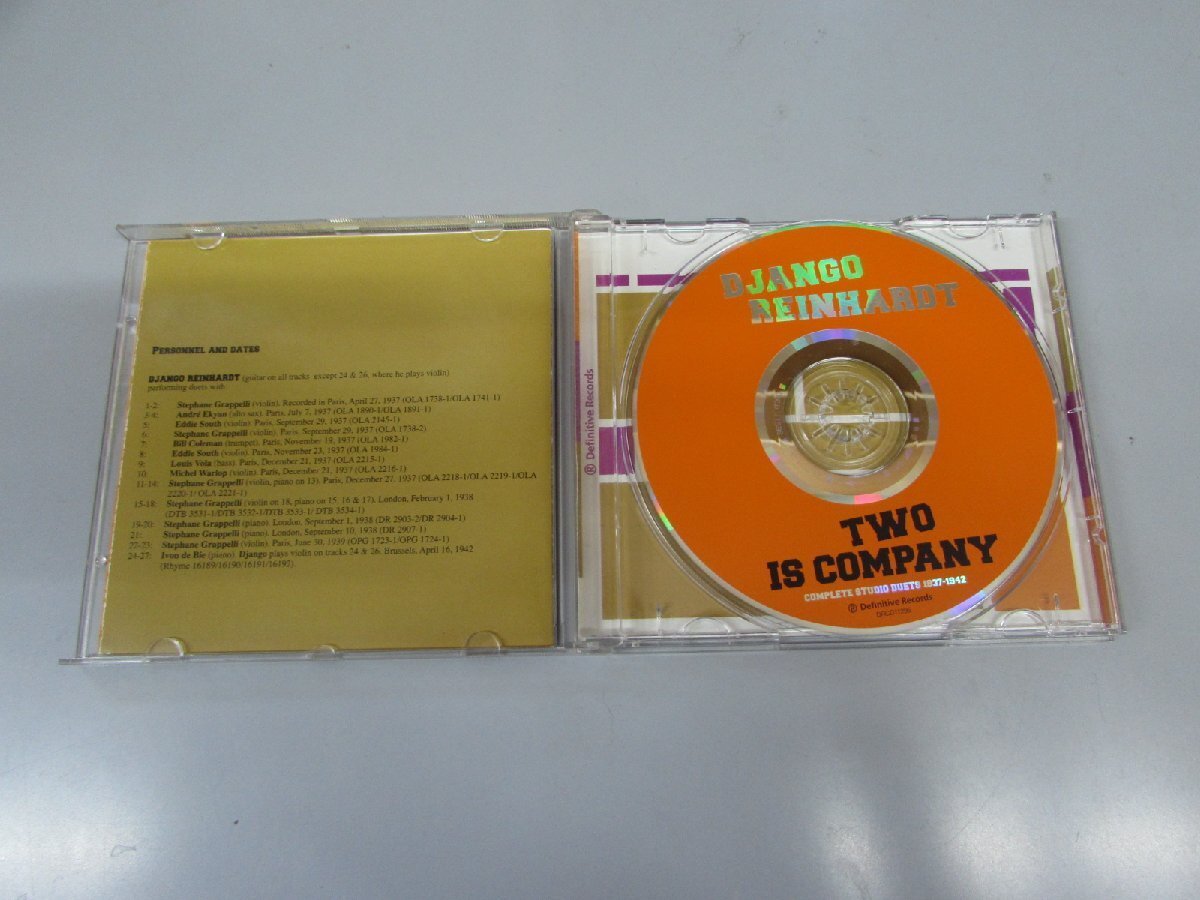 PERSONNEL AND DATES
DJANGO REINHARDT (guitar on all tracks except 24 & 26, where he plays violin)
performing duets with
1-2: Stephane Grappelli (violin). Recorded in Paris, April 27, 1937 (OLA 1738-1/OLA 1741-1)
3-4: André Ekyan (alto sax). Paris, July 7, 1937 (OLA 1890-1/OLA 1891-1)
5: Eddie South (violin). Paris, September 29, 1937 (OLA 2145-1)
6: Stephane Grappelli (violin). Paris, September 29, 1937 (OLA 1738-2)
7: Bill Coleman (trumpet). Paris, November 19, 1937 (OLA 1982-1)
8: Eddie South (violin). Paris, November 23, 1937 (OLA 1984-1)
9: Louis Vola (bass). Paris, December 21, 1937 (OLA 2215-1)
10: Michel Warlop (violin). Paris, December 21, 1937 (OLA 2216-1)
11-14: Stephane Grappelli (violin, piano on 13). Paris, December 27, 1937 (OLA 2218-1/OLA 2219-1/OLA
2220-1/ OLA 2221-1)
15-18: Stephane Grappelli (violin on 18, piano on 15, 16 & 17). London, February 1, 1938
(DTB 3531-1/DTB 3532-1/DTB 3533-1/ DTB 3534-1)
19-20: Stephane Grappelli (piano). London, September 1, 1938 (DR 2903-2/DR 2904-1)
21: Stephane Grappelli (piano). London, September 10, 1938 (DR 2907-1)
22-23: Stephane Grappelli (violin). Paris, June 30, 1939 (OPG 1723-1/OPG 1724-1)
24-27: Ivon de Bie (piano). Django plays violin on tracks 24 & 26. Brussels, April 16, 1942
(Rhyme 16189/16190/16191/16192)
℗ Definitive Records
DJANGO
REINHARDT
TWO
IS COMPANY
COMPLETE STUDIO DUETS 1937-1942
℗ Definitive Records